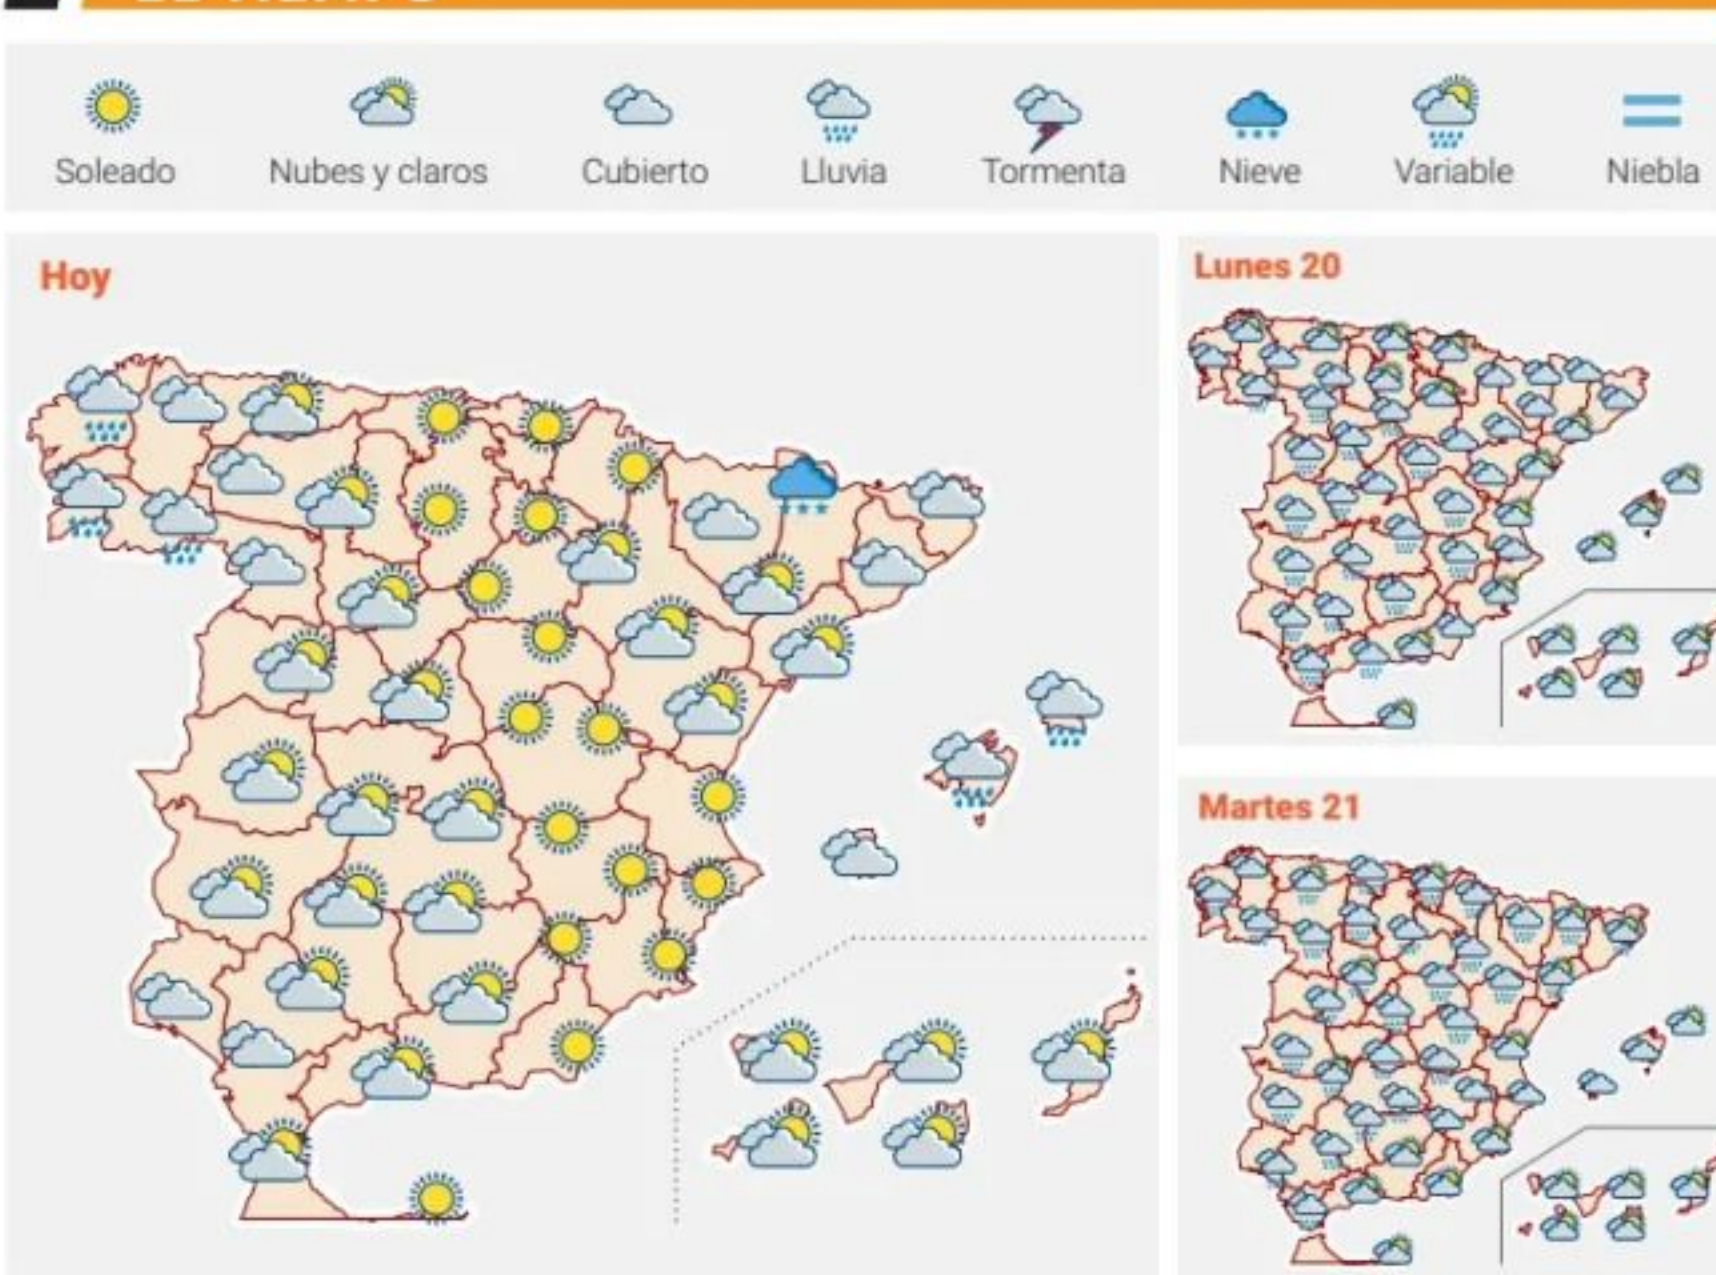 Soleado
Nubes y claros
Cubierto
Lluvia
Tormenta
Nieve
Variable
Niebla
Hoy
Lunes 20
Martes 21